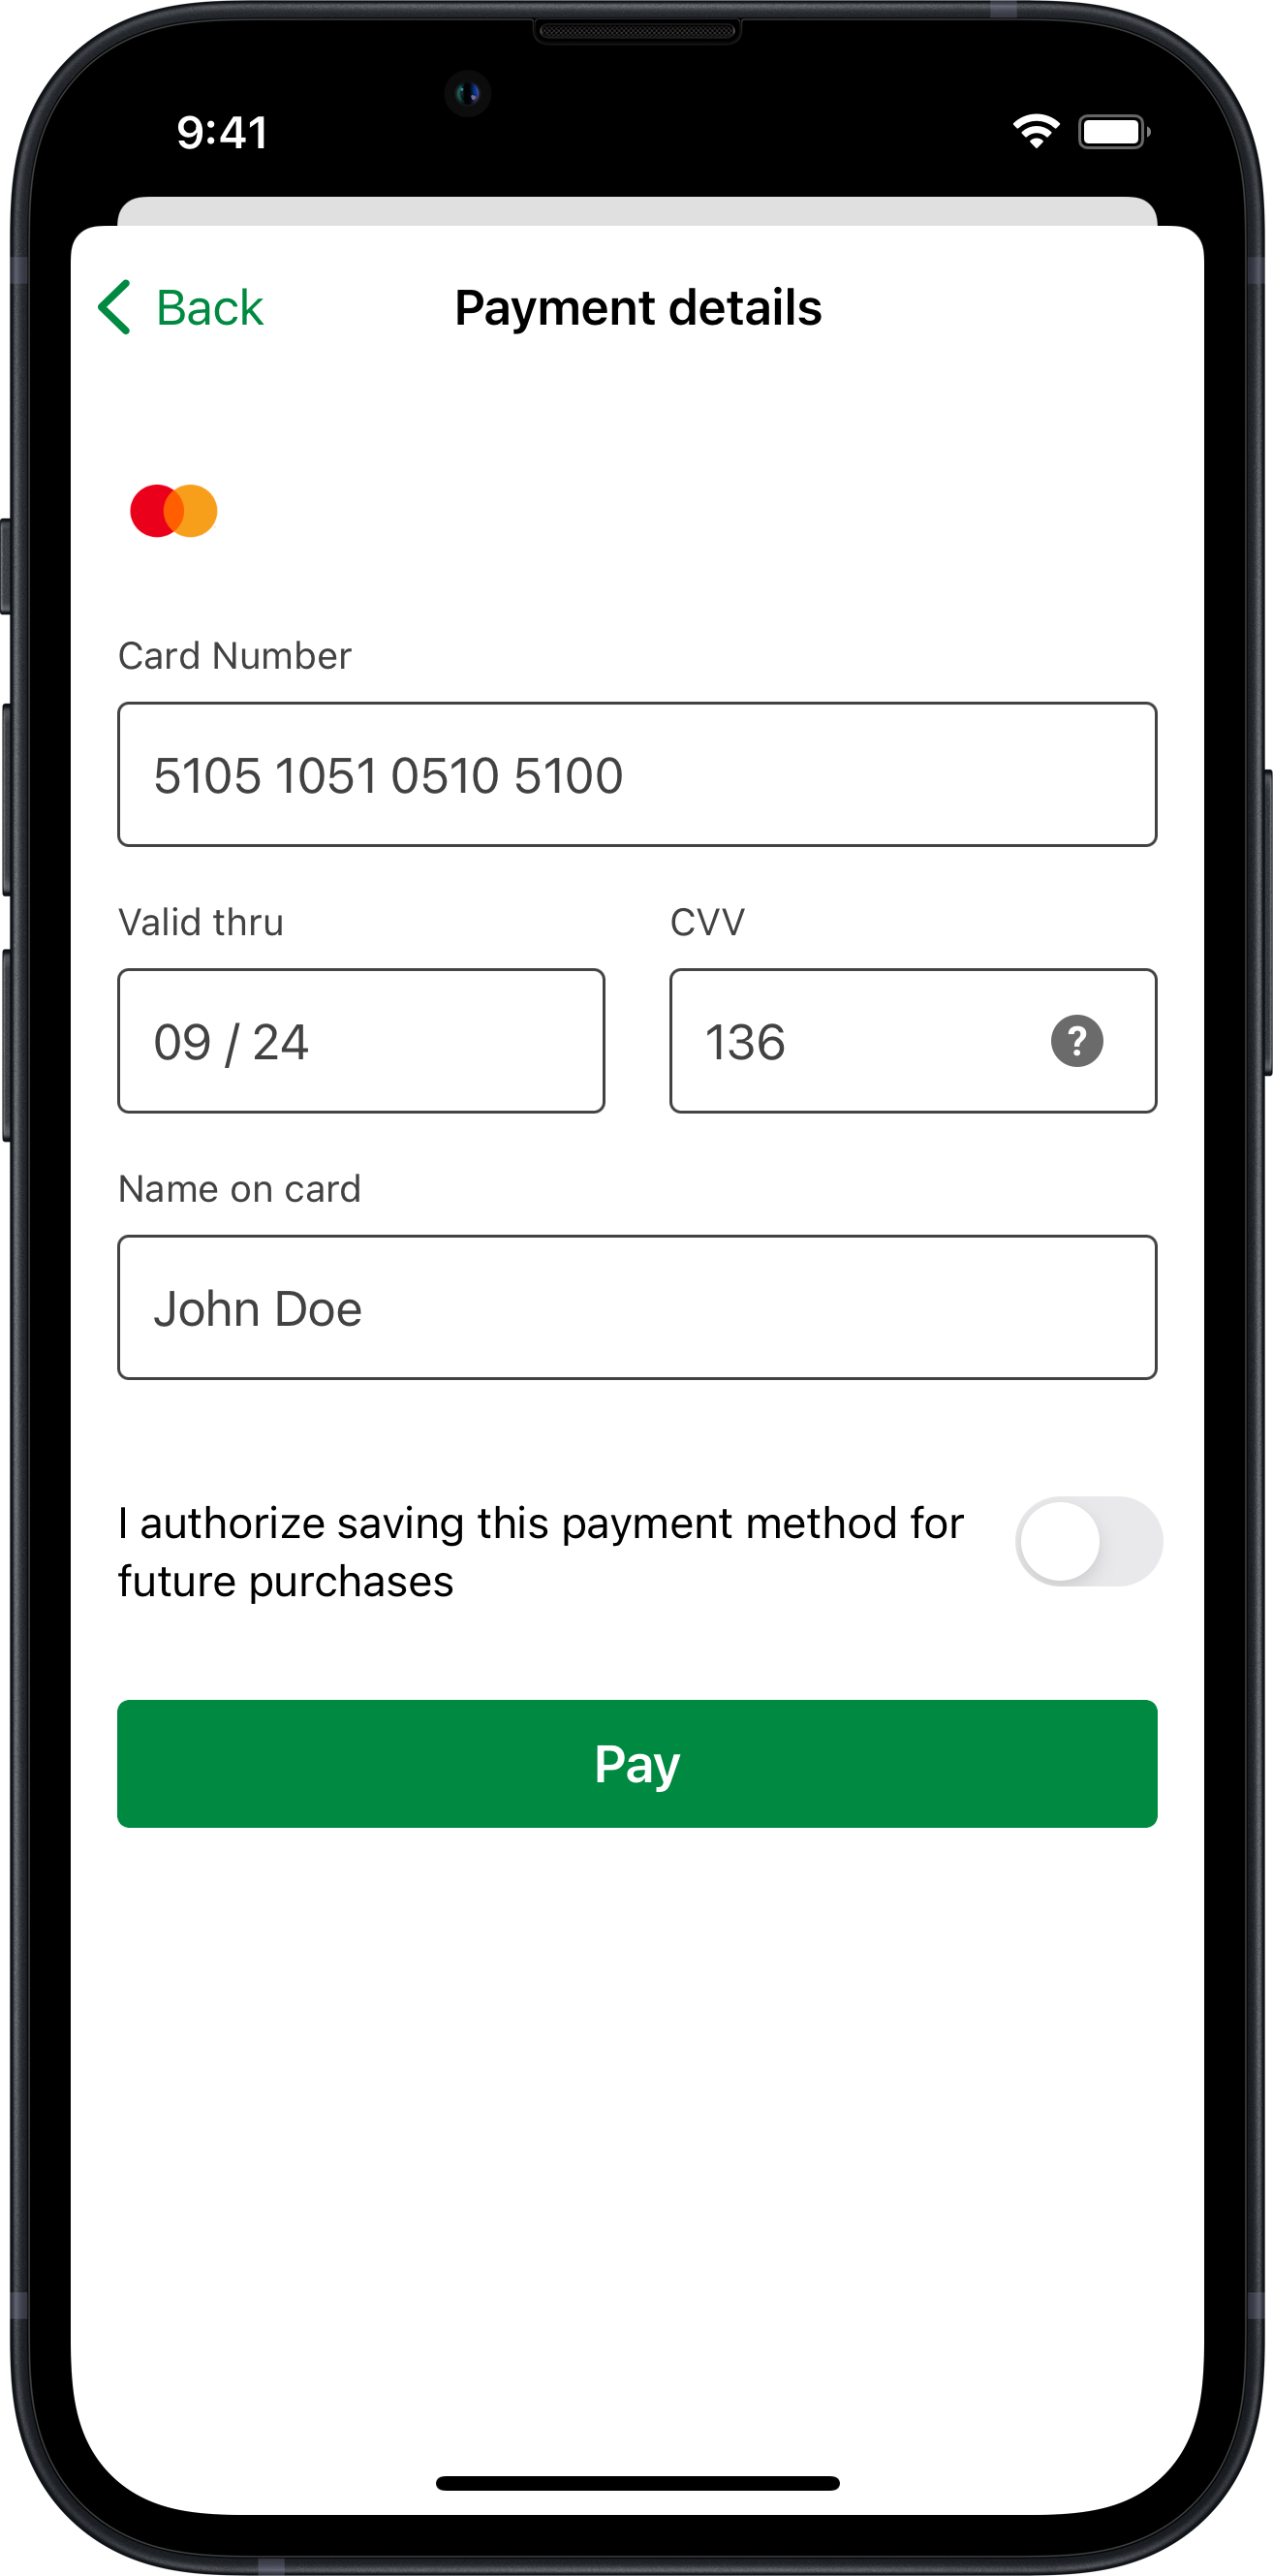 9:41
Back
Payment details
Card Number
5105 1051 0510 5100
Valid thru
CVV
09 / 24
136
?
Name on card
John Doe
I authorize saving this payment method for
future purchases
Pay